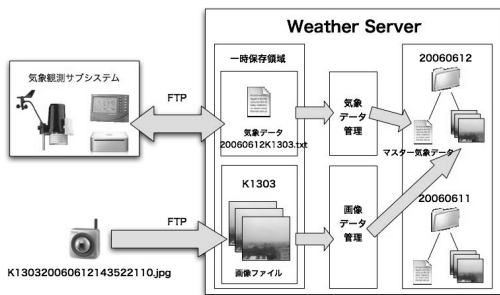 Weather Server
一時保存領域
気象観測サブシステム
FTP
気象データ
20060612K1303.txt
気象
データ
管理
20060612
マスター気象データ
K1303
画像ファイル
FTP
画像
データ
管理
20060611
K13032006061214352​2110.jpg